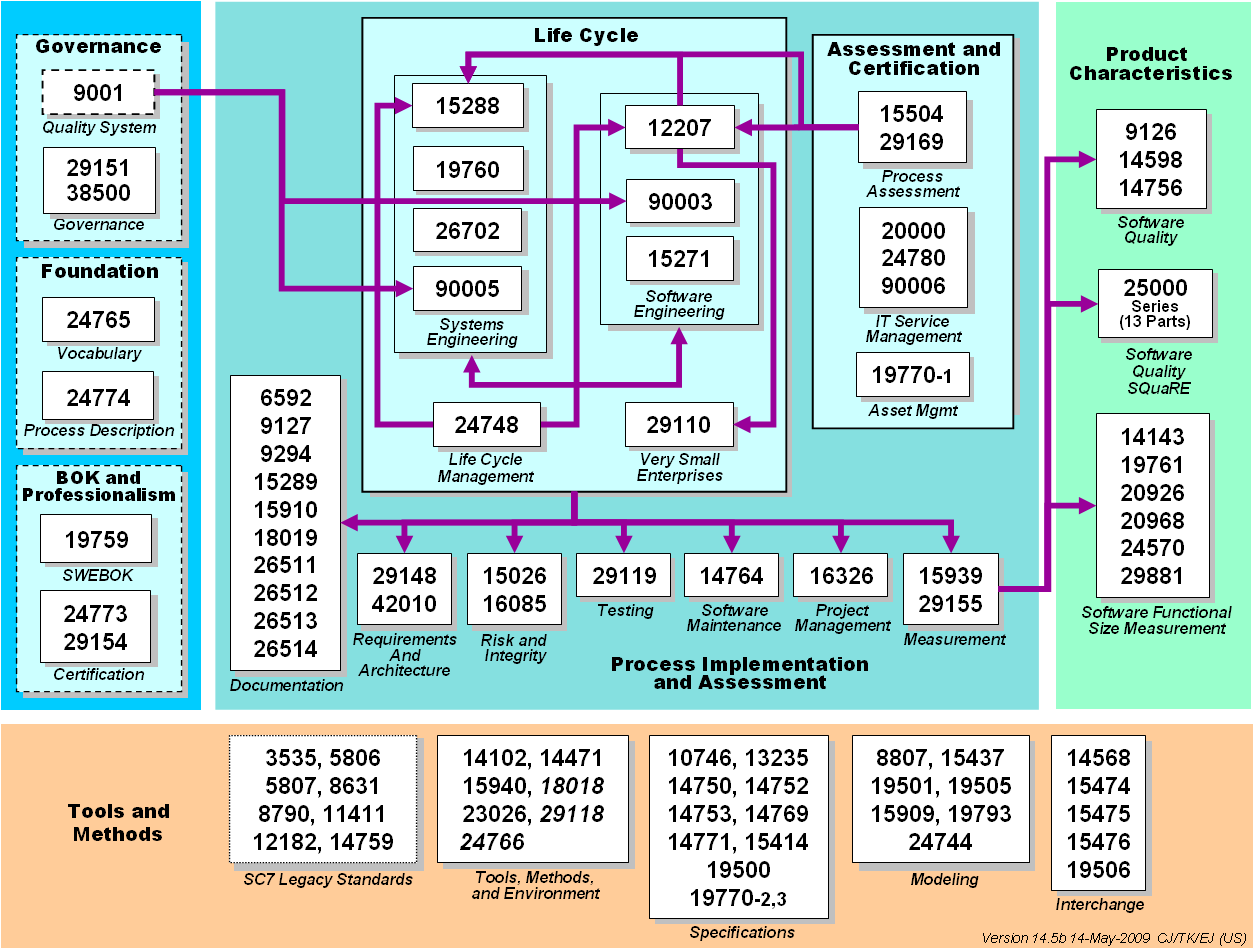 Governance
9001
Quality System
29151
38500
Governance
Foundation
24765
Vocabulary
24774
Process Description
BOK and
Professionalism
19759
SWEBOK
24773
29154
Certification
Life Cycle
15288
19760
26702
90005
Systems
Engineering
12207
90003
15271
Software
Engineering
24748
Life Cycle
Management
29110
Very Small
Enterprises
Assessment and
Certification
15504
29169
Process
Assessment
20000
24780
90006
IT Service
Management
19770-1
Asset Mgmt
6592
9127
9294
15289
15910
18019
26511
26512
26513
26514
Documentation
29148
42010
Requirements
And
Architecture
15026
16085
Risk and
Integrity
29119
Testing
14764
Software
Maintenance
16326
Project
Management
15939
29155
Measurement
Process Implementation
and Assessment
Product
Characteristics
9126
14598
14756
Software
Quality
25000
Series
(13 Parts)
Software
Quality
SQuaRE
14143
19761
20926
20968
24570
29881
Software Functional
Size Measurement
Tools and
Methods
3535, 5806
5807, 8631
8790, 11411
12182, 14759
SC7 Legacy Standards
14102, 14471
15940, 18018
23026, 29118
24766
Tools, Methods,
and Environment
10746, 13235
14750, 14752
14753, 14769
14771, 15414
19500
19770-2,3
Specifications
8807, 15437
19501, 19505
15909, 19793
24744
Modeling
14568
15474
15475
15476
19506
Interchange
Version 14.5b 14-May-2009 CJ/TK/EJ (US)